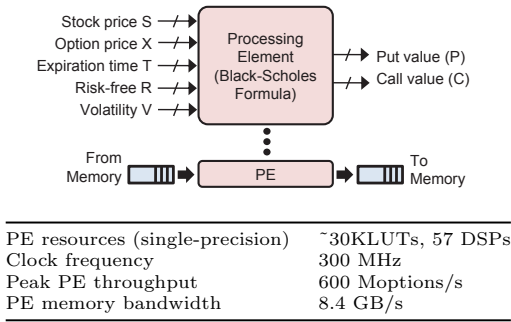 Stock price S
Option price X
Expiration time T
Risk-free R
Volatility V
Processing
Element
(Black-Scholes
Formula)
Put value (P)
Call value (C)
From
Memory
PE
To
Memory
PE resources (single-precision) ~30KLUTs, 57 DSPs
Clock frequency 300 MHz
Peak PE throughput 600 Moptions/s
PE memory bandwidth 8.4 GB/s